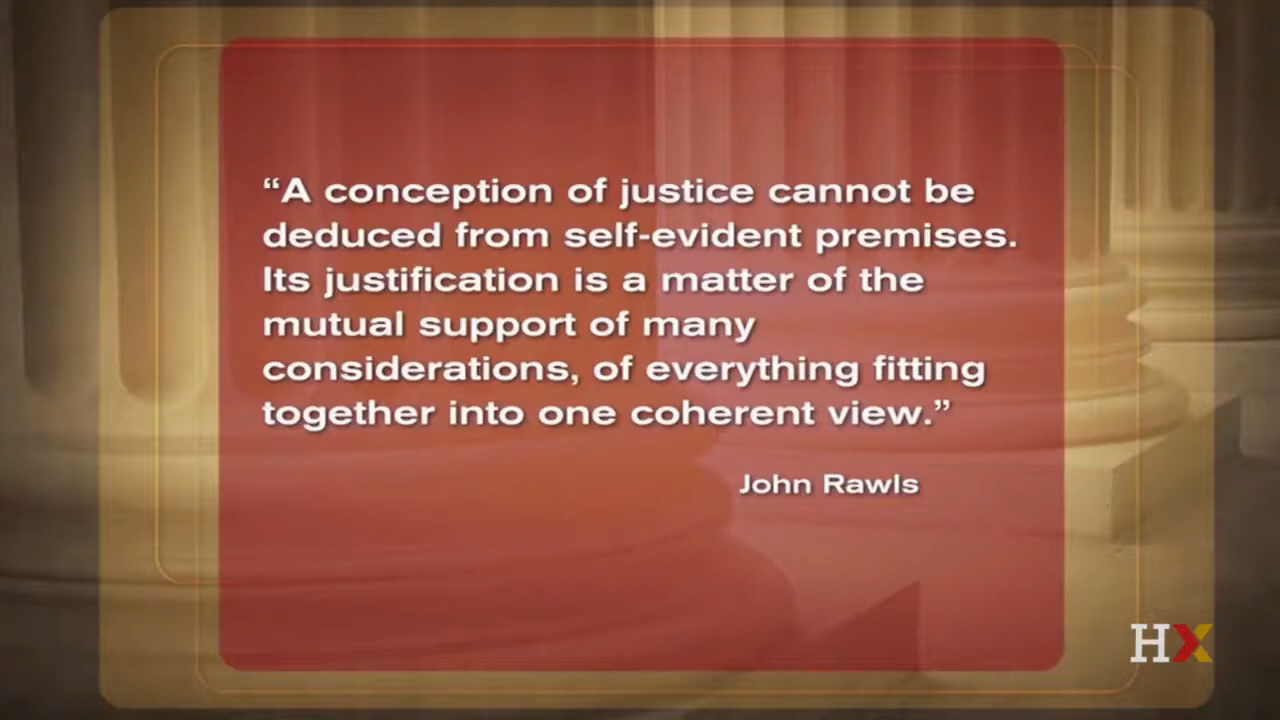 “A conception of justice cannot be
deduced from self-evident premises.
Its justification is a matter of the
mutual support of many
considerations, of everything fitting
together into one coherent view.”
John Rawls
HX